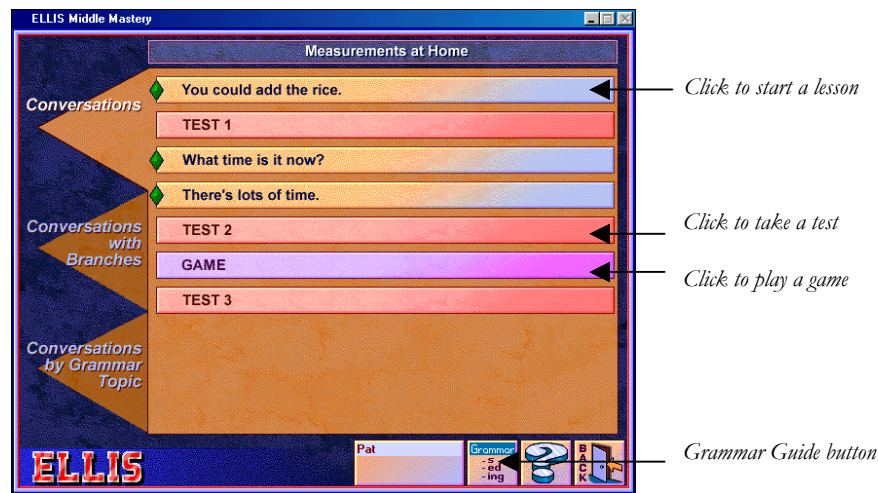 ELLIS Middle Mastery
Measurements at Home
Conversations
You could add the rice.
Click to start a lesson
TEST 1
What time is it now?
There's lots of time.
Conversations
with
Branches
TEST 2
Click to take a test
GAME
Click to play a game
TEST 3
Conversations
by Grammar
Topic
Pat
Grammar
-s
-ed
-ing
?
BACK
Grammar Guide button
ELLIS